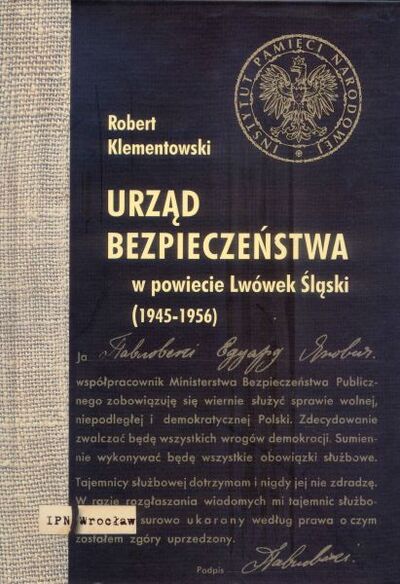 INSTYTUT PAMIĘCI NARODOWEJ
Robert
Klementowski
URZĄD
BEZPIECZEŃSTWA
w powiecie Lwówek Śląski
(1945-1956)
Ja
współpracownik Ministerstwa Bezpieczeństwa Publicz-
nego zobowiązuję się wiernie służyć sprawie wolnej,
niepodległej i demokratycznej Polski. Zdecydowanie
zwalczać będę wszystkich wrogów demokracji. Sumien-
nie wykonywać będę wszystkie obowiązki służbowe.
Tajemnicy służbowej dotrzymam i nigdy jej nie zdradzę.
W razie rozgłaszania wiadomych mi tajemnic służbo-
IPN Wrocław surowo ukarany według prawa o czym
zostałem zgóry uprzedzony.
Podpis